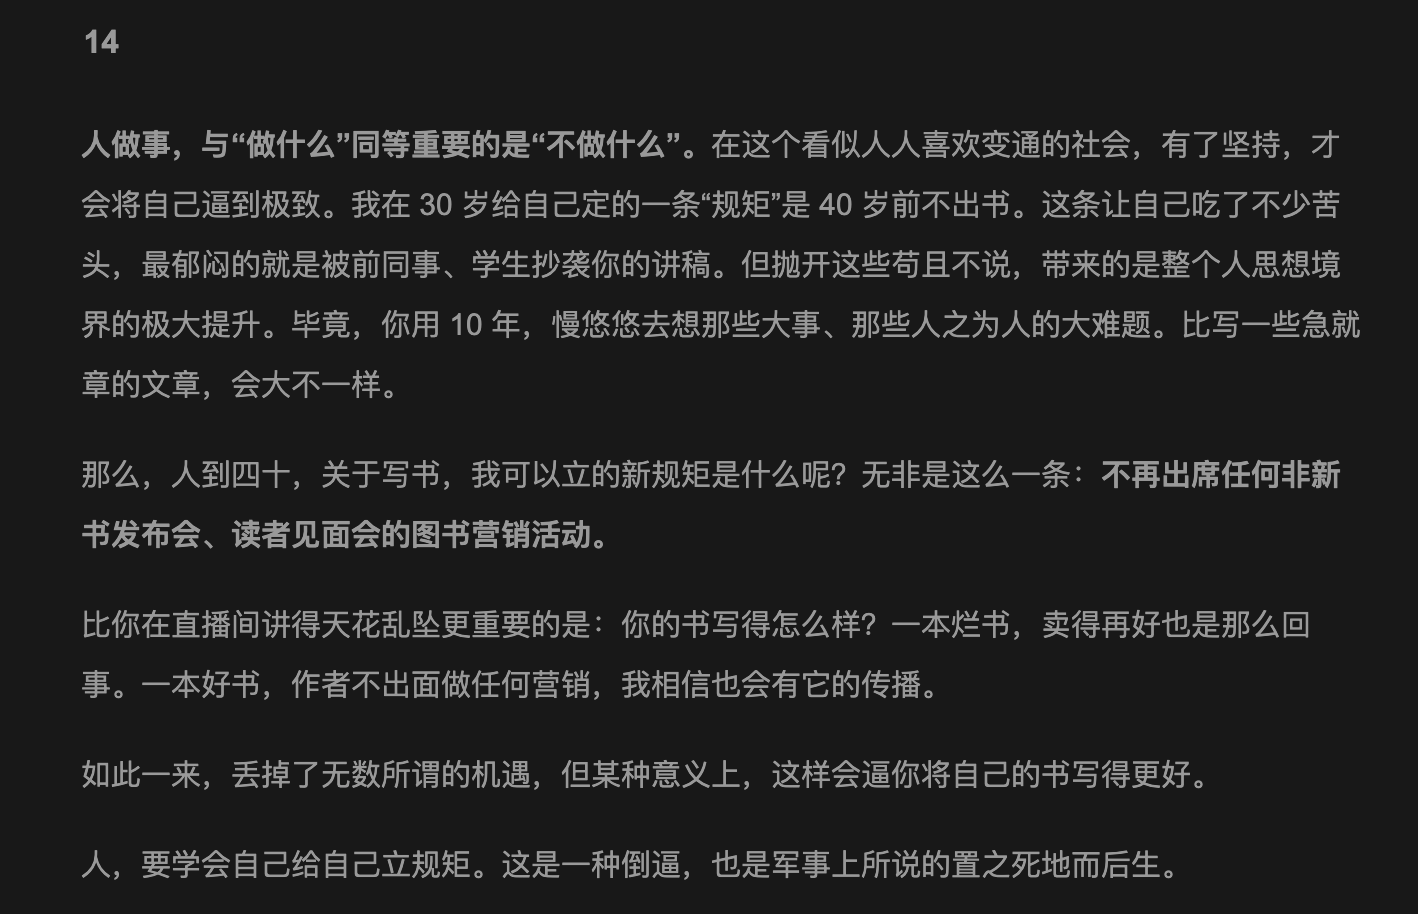 14
人做事，与“做什么”同等重要的是“不做什么”。在这个看似人人喜欢变通的社会，有了坚持，才
会将自己逼到极致。我在 30 岁给自己定的一条“规矩”是 40 岁前不出书。这条让自己吃了不少苦
头，最郁闷的就是被前同事、学生抄袭你的讲稿。但抛开这些苟且不说，带来的是整个人思想境
界的极大提升。毕竟，你用 10 年，慢悠悠去想那些大事、那些人之为人的大难题。比写一些急就
章的文章，会大不一样。
那么，人到四十，关于写书，我可以立的新规矩是什么呢？无非是这么一条：不再出席任何非新
书发布会、读者见面会的图书营销活动。
比你在直播间讲得天花乱坠更重要的是：你的书写得怎么样？一本烂书，卖得再好也是那么回
事。一本好书，作者不出面做任何营销，我相信也会有它的传播。
如此一来，丢掉了无数所谓的机遇，但某种意义上，这样会逼你将自己的书写得更好。
人，要学会自己给自己立规矩。这是一种倒逼，也是军事上所说的置之死地而后生。